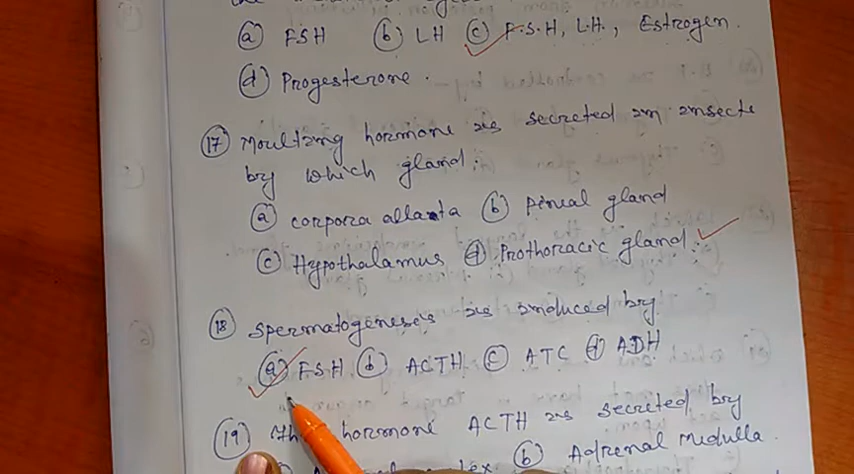 (a) FSH (b) LH (c) F.S.H, L.H., Estrogen.
(d) Progesterone.
(17) Moulting hormone is secreted in insects
by which gland.
(a) corpora allata (b) Pineal gland
(c) Hypothalamus (d) Prothoracic gland.
(18) Spermatogenesis is induced by
(a) F.S.H (b) ACTH (c) ATC (d) ADH
(19) The hormone ACTH is secreted by
(b) Adrenal Medulla.